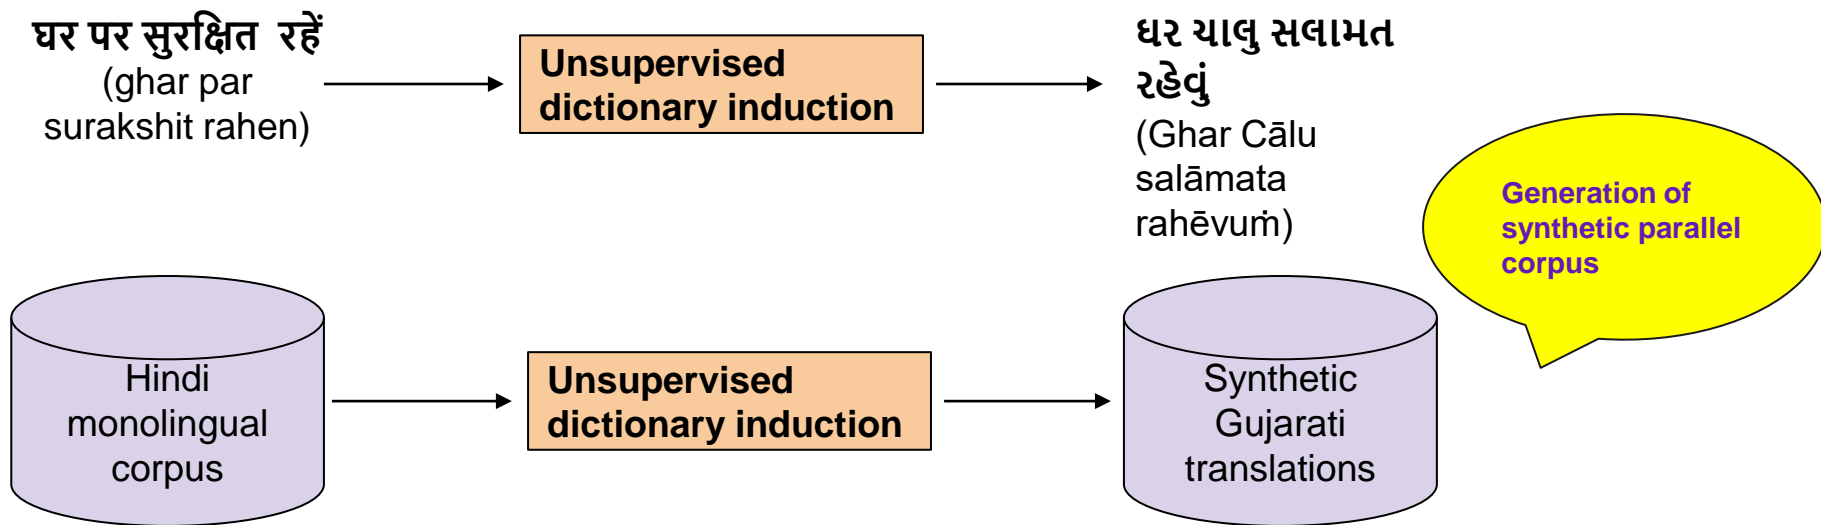 घर पर सुरक्षित रहें
(ghar par
surakshit rahen)
Unsupervised
dictionary induction
ઘર ચાલુ સલામત
રહેવું
(Ghar Cālu
salāmata
rahēvuṁ)
Generation of
synthetic parallel
corpus
Hindi
monolingual
corpus
Unsupervised
dictionary induction
Synthetic
Gujarati
translations